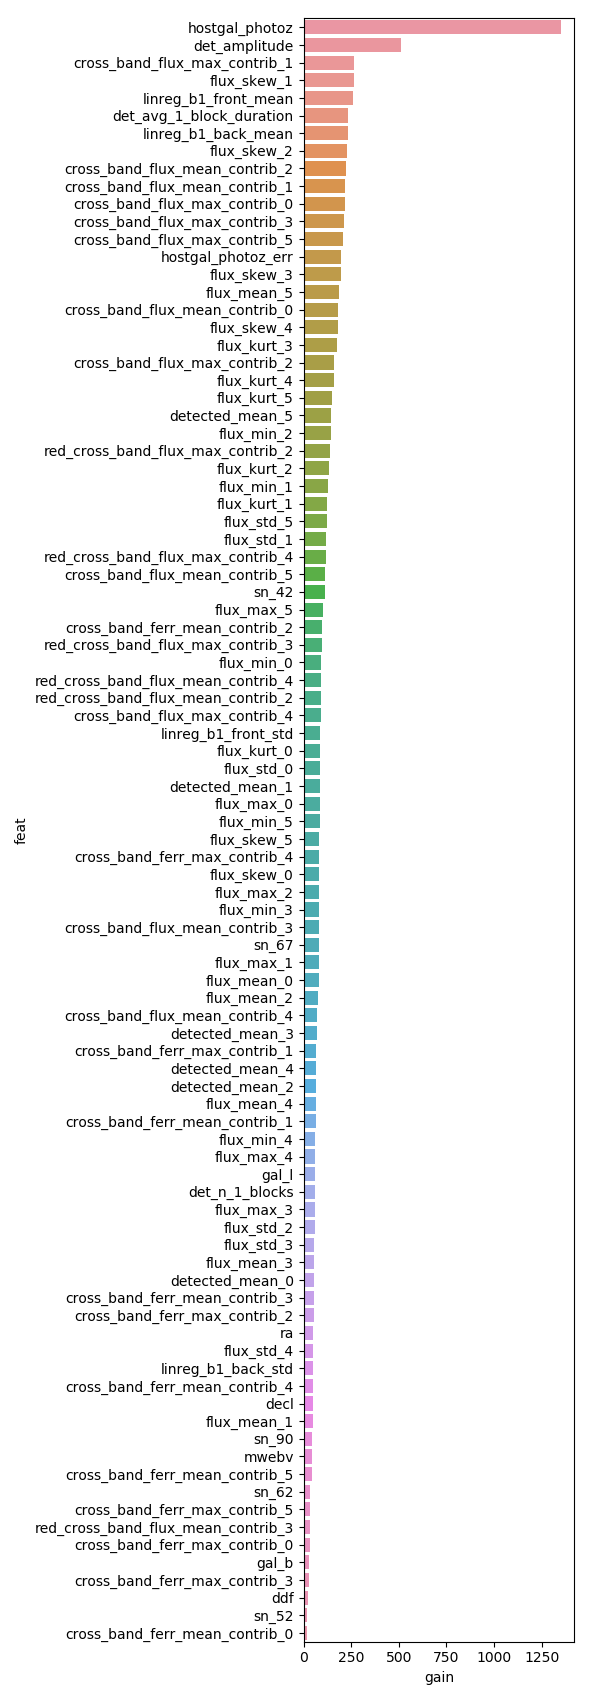 hostgal_photoz
det_amplitude
cross_band_flux_max_contrib_1
flux_skew_1
linreg_b1_front_mean
det_avg_1_block_duration
linreg_b1_back_mean
flux_skew_2
cross_band_flux_mean_contrib_2
cross_band_flux_mean_contrib_1
cross_band_flux_max_contrib_0
cross_band_flux_max_contrib_3
cross_band_flux_max_contrib_5
hostgal_photoz_err
flux_skew_3
flux_mean_5
cross_band_flux_mean_contrib_0
flux_skew_4
flux_kurt_3
cross_band_flux_max_contrib_2
flux_kurt_4
flux_kurt_5
detected_mean_5
flux_min_2
red_cross_band_flux_max_contrib_2
flux_kurt_2
flux_min_1
flux_kurt_1
flux_std_5
flux_std_1
red_cross_band_flux_max_contrib_4
cross_band_flux_mean_contrib_5
sn_42
flux_max_5
cross_band_ferr_mean_contrib_2
red_cross_band_flux_max_contrib_3
flux_min_0
red_cross_band_flux_mean_contrib_4
red_cross_band_flux_mean_contrib_2
cross_band_flux_max_contrib_4
linreg_b1_front_std
flux_kurt_0
flux_std_0
detected_mean_1
flux_max_0
flux_min_5
flux_skew_5
cross_band_ferr_max_contrib_4
flux_skew_0
flux_max_2
flux_min_3
cross_band_flux_mean_contrib_3
sn_67
flux_max_1
flux_mean_0
flux_mean_2
cross_band_flux_mean_contrib_4
detected_mean_3
cross_band_ferr_max_contrib_1
detected_mean_4
detected_mean_2
flux_mean_4
cross_band_ferr_mean_contrib_1
flux_min_4
flux_max_4
gal_l
det_n_1_blocks
flux_max_3
flux_std_2
flux_std_3
flux_mean_3
detected_mean_0
cross_band_ferr_mean_contrib_3
cross_band_ferr_max_contrib_2
ra
flux_std_4
linreg_b1_back_std
cross_band_ferr_mean_contrib_4
decl
flux_mean_1
sn_90
mwebv
cross_band_ferr_mean_contrib_5
sn_62
cross_band_ferr_max_contrib_5
red_cross_band_flux_mean_contrib_3
cross_band_ferr_max_contrib_0
gal_b
cross_band_ferr_max_contrib_3
ddf
sn_52
cross_band_ferr_mean_contrib_0
feat
0 250 500 750 1000 1250
gain